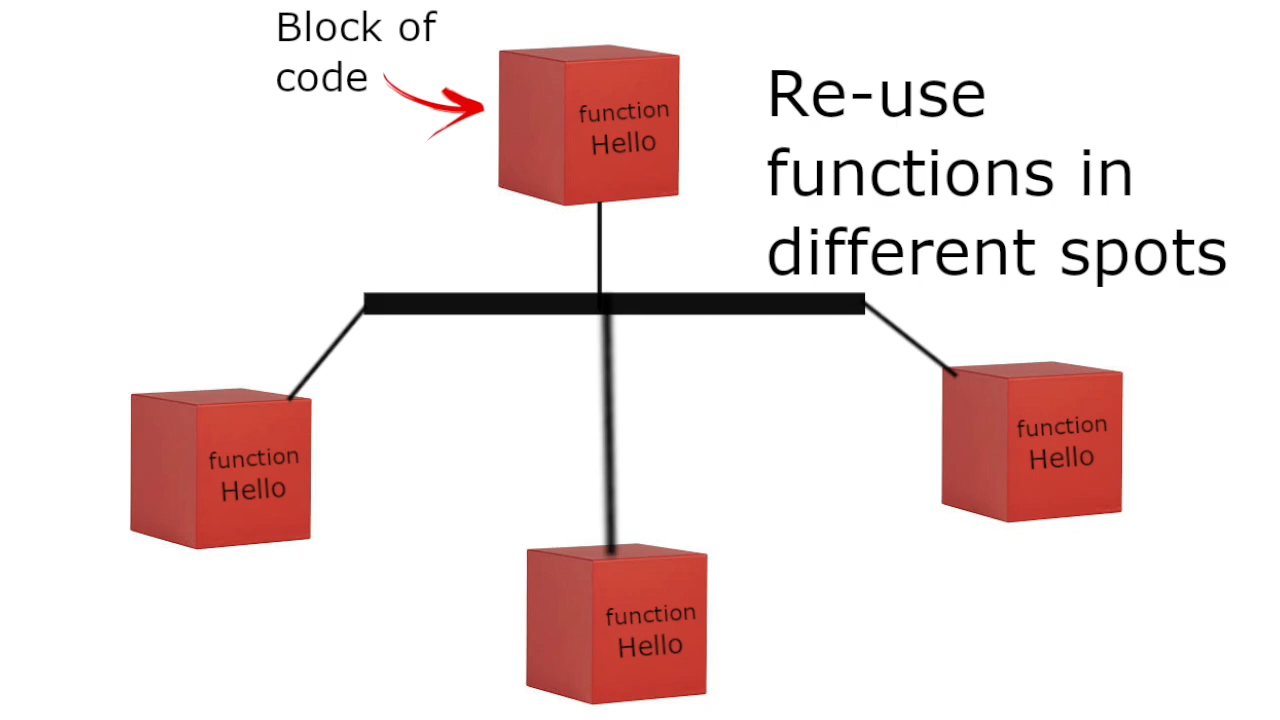 Block of
code
function
Hello
Re-use
functions in
different spots
function
Hello
function
Hello
function
Hello